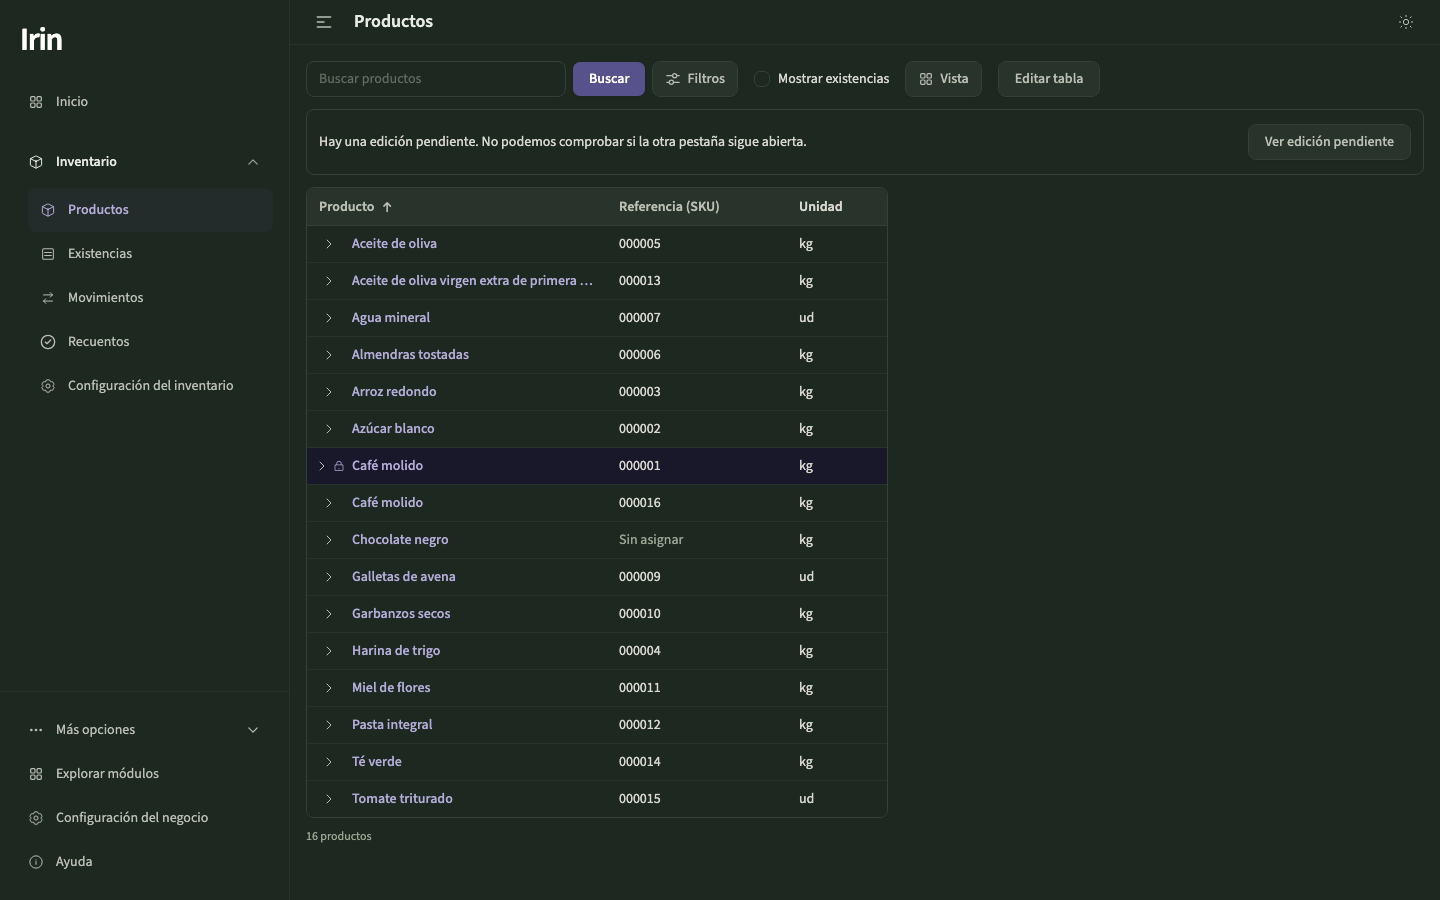 Irin
Productos
Inicio
Inventario
Productos
Existencias
Movimientos
Recuentos
Configuración del inventario
Más opciones
Explorar módulos
Configuración del negocio
Ayuda
Buscar productos
Buscar
Filtros
Mostrar existencias
Vista
Editar tabla
Hay una edición pendiente. No podemos comprobar si la otra pestaña sigue abierta.
Ver edición pendiente
Producto ↑ Referencia (SKU) Unidad
Aceite de oliva 000005 kg
Aceite de oliva virgen extra de primera … 000013 kg
Agua mineral 000007 ud
Almendras tostadas 000006 kg
Arroz redondo 000003 kg
Azúcar blanco 000002 kg
Café molido 000001 kg
Café molido 000016 kg
Chocolate negro Sin asignar kg
Galletas de avena 000009 ud
Garbanzos secos 000010 kg
Harina de trigo 000004 kg
Miel de flores 000011 kg
Pasta integral 000012 kg
Té verde 000014 kg
Tomate triturado 000015 ud
16 productos